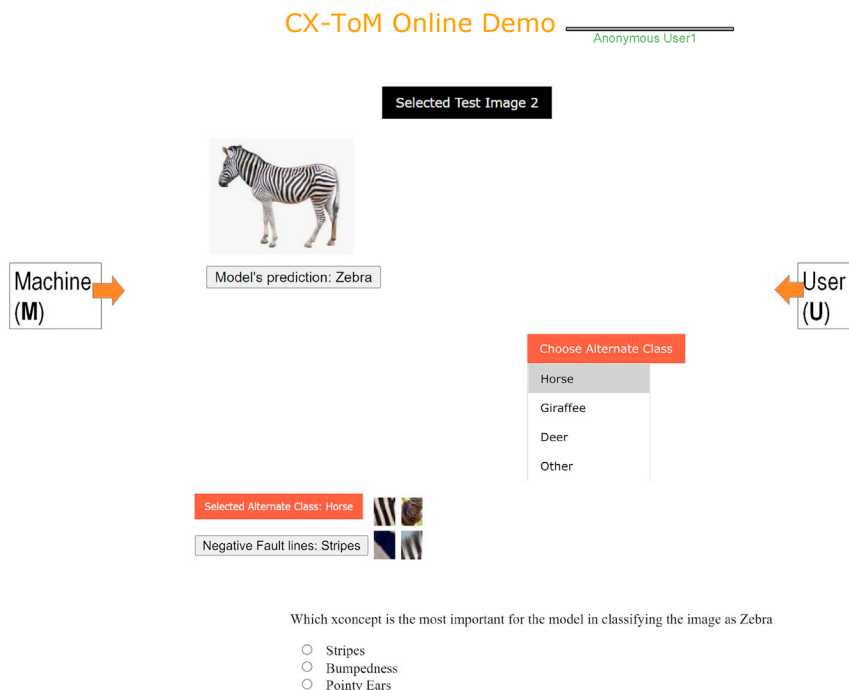 CX-ToM Online Demo
Anonymous User1
Selected Test Image 2
Model's prediction: Zebra
Machine
(M)
User
(U)
Choose Alternate Class
Horse
Giraffee
Deer
Other
Selected Alternate Class: Horse
Negative Fault lines: Stripes
Which xconcept is the most important for the model in classifying the image as Zebra
Stripes
Bumpedness
Pointy Ears